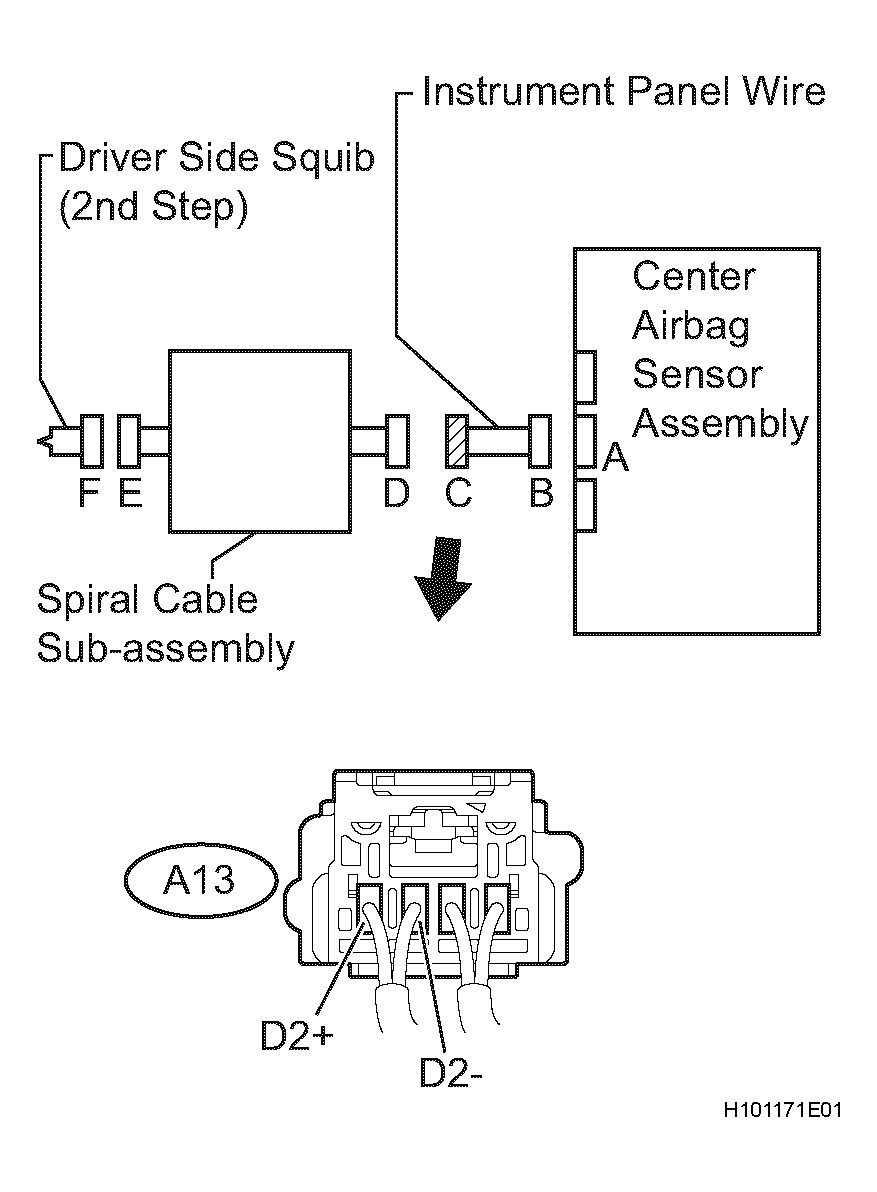 Instrument Panel Wire
Driver Side Squib
(2nd Step)
Center
Airbag
Sensor
Assembly
A
F E D C B
Spiral Cable
Sub-assembly
A13
D2+
D2-
H101171E01